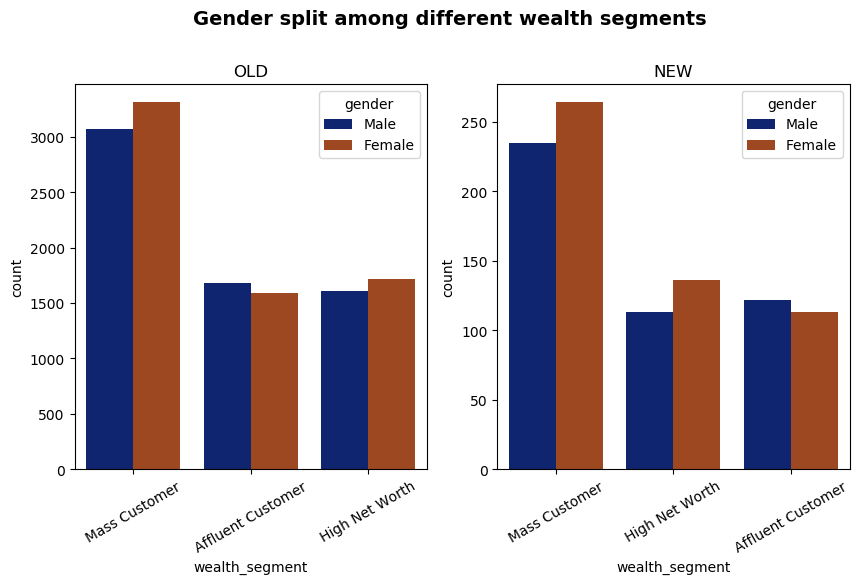 Gender split among different wealth segments
OLD
count
3000
2500
2000
1500
1000
500
0
gender
Male
Female
Mass Customer
Affluent Customer
High Net Worth
wealth_segment
NEW
count
250
200
150
100
50
0
gender
Male
Female
Mass Customer
High Net Worth
Affluent Customer
wealth_segment